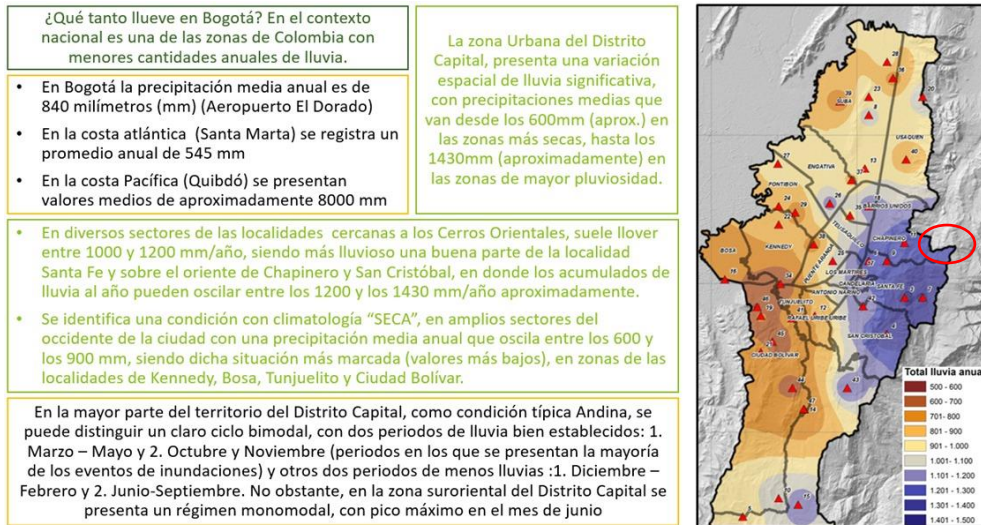 ¿Qué tanto llueve en Bogotá? En el contexto
nacional es una de las zonas de Colombia con
menores cantidades anuales de lluvia.
• En Bogotá la precipitación media anual es de
840 milímetros (mm) (Aeropuerto El Dorado)
• En la costa atlántica (Santa Marta) se registra un
promedio anual de 545 mm
• En la costa Pacífica (Quibdó) se presentan
valores medios de aproximadamente 8000 mm
La zona Urbana del Distrito
Capital, presenta una variación
espacial de lluvia significativa,
con precipitaciones medias que
van desde los 600mm (aprox.) en
las zonas más secas, hasta los
1430mm (aproximadamente) en
las zonas de mayor pluviosidad.
• En diversos sectores de las localidades cercanas a los Cerros Orientales, suele llover
entre 1000 y 1200 mm/año, siendo más lluvioso una buena parte de la localidad
Santa Fe y sobre el oriente de Chapinero y San Cristóbal, en donde los acumulados de
lluvia al año pueden oscilar entre los 1200 y los 1430 mm/año aproximadamente.
• Se identifica una condición con climatología “SECA”, en amplios sectores del
occidente de la ciudad con una precipitación media anual que oscila entre los 600 y
los 900 mm, siendo dicha situación más marcada (valores más bajos), en zonas de las
localidades de Kennedy, Bosa, Tunjuelito y Ciudad Bolívar.
En la mayor parte del territorio del Distrito Capital, como condición típica Andina, se
puede distinguir un claro ciclo bimodal, con dos periodos de lluvia bien establecidos: 1.
Marzo – Mayo y 2. Octubre y Noviembre (periodos en los que se presentan la mayoría
de los eventos de inundaciones) y otros dos periodos de menos lluvias :1. Diciembre –
Febrero y 2. Junio-Septiembre. No obstante, en la zona suroriental del Distrito Capital se
presenta un régimen monomodal, con pico máximo en el mes de junio
SUBA
USAQUEN
ENGATIVA
FONTIBON
BARRIOS UNIDOS
TEUSAQUILLO
CHAPINERO
BOSA
KENNEDY
PUENTE ARANDA
LOS MARTIRES
CANDELARIA
SANTA FE
ANTONIO NARIÑO
TUNJUELITO
RAFAEL URIBE URIBE
SAN CRISTOBAL
CIUDAD BOLIVAR
Total lluvia anual
500 - 600
600 - 700
701- 800
801 - 900
901 - 1.000
1.001- 1.100
1.101 - 1.200
1.201 - 1.300
1.301 - 1.400
1.401 - 1.500